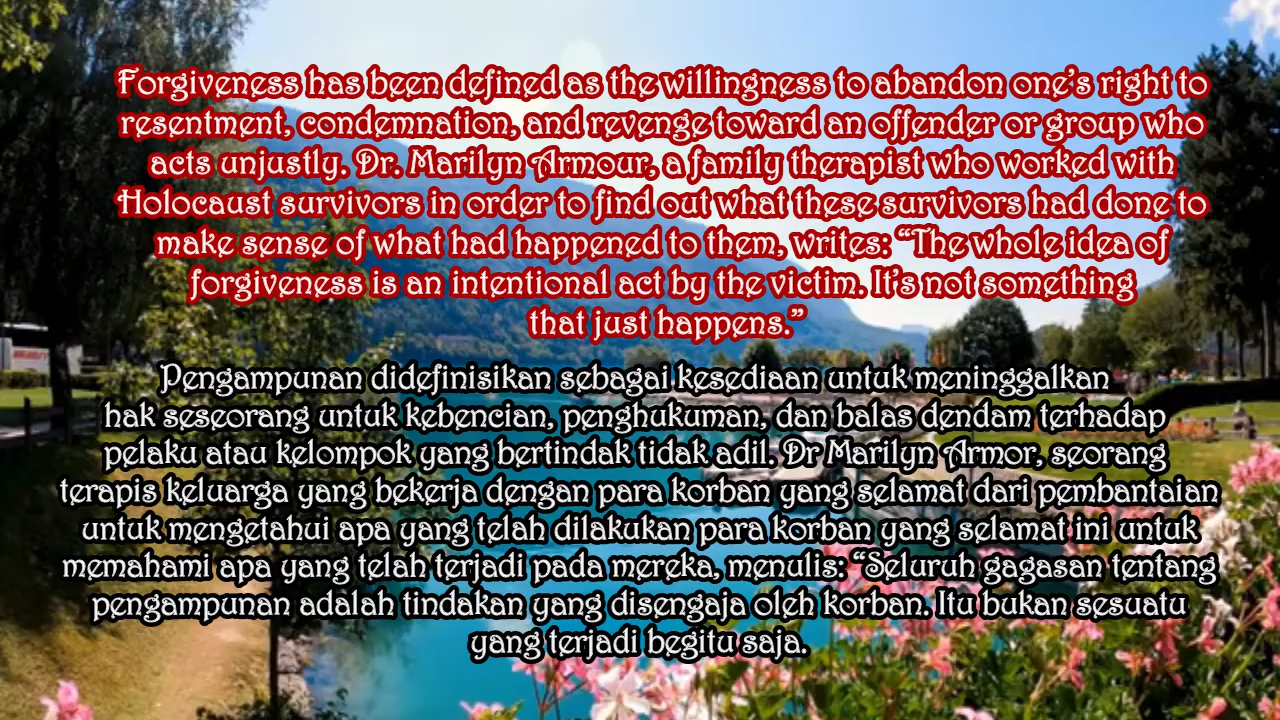 Forgiveness has been defined as the willingness to abandon one’s right to
resentment, condemnation, and revenge toward an offender or group who
acts unjustly. Dr. Marilyn Armour, a family therapist who worked with
Holocaust survivors in order to find out what these survivors had done to
make sense of what had happened to them, writes: “The whole idea of
forgiveness is an intentional act by the victim. It’s not something
that just happens.”
Pengampunan didefinisikan sebagai kesediaan untuk meninggalkan
hak seseorang untuk kebencian, penghukuman, dan balas dendam terhadap
pelaku atau kelompok yang bertindak tidak adil. Dr Marilyn Armor, seorang
terapis keluarga yang bekerja dengan para korban yang selamat dari pembantaian
untuk mengetahui apa yang telah dilakukan para korban yang selamat ini untuk
memahami apa yang telah terjadi pada mereka, menulis: “Seluruh gagasan tentang
pengampunan adalah tindakan yang disengaja oleh korban. Itu bukan sesuatu
yang terjadi begitu saja.